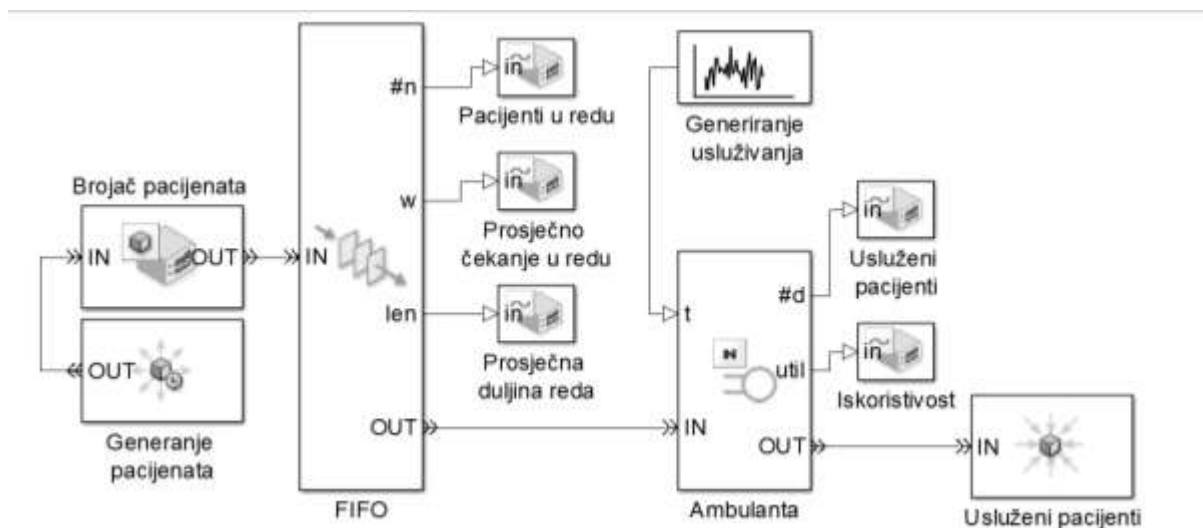 #n
in
Pacijenti u redu
Generiranje
usluživanja
Brojač pacijenata
IN
OUT
IN
w
in
Prosječno
čekanje u redu
in
Usluženi
pacijenti
#d
len
in
Prosječna
duljina reda
t
OUT
Generanje
pacijenata
util
in
Iskoristivost
N
OUT
IN
OUT
IN
FIFO
Ambulanta
Usluženi pacijenti